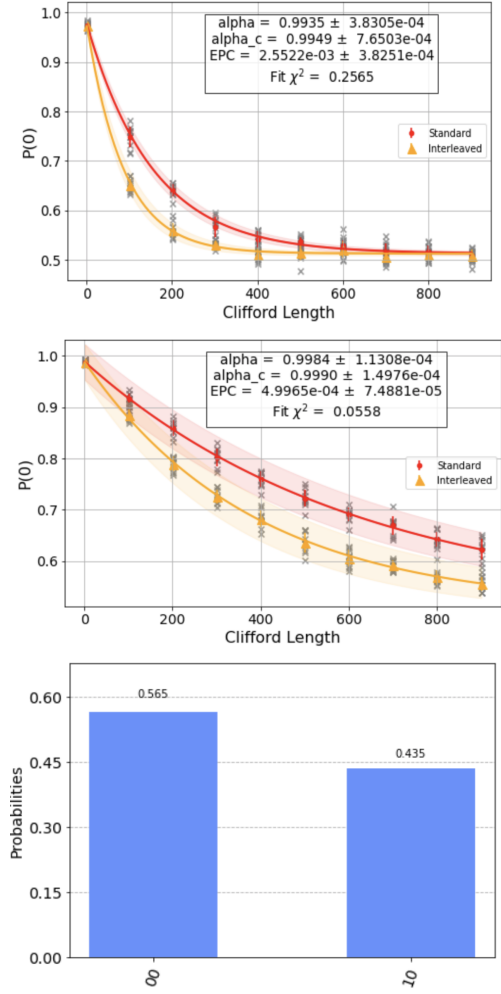 1.0
0.9
0.8
0.7
0.6
0.5
P(0)
alpha = 0.9935 ± 3.8305e-04
alpha_c = 0.9949 ± 7.6503e-04
EPC = 2.5522e-03 ± 3.8251e-04
Fit χ² = 0.2565
Standard
Interleaved
0 200 400 600 800
Clifford Length
1.0
0.9
0.8
0.7
0.6
P(0)
alpha = 0.9984 ± 1.1308e-04
alpha_c = 0.9990 ± 1.4976e-04
EPC = 4.9965e-04 ± 7.4881e-05
Fit χ² = 0.0558
Standard
Interleaved
0 200 400 600 800
Clifford Length
0.60
0.45
0.30
0.15
0.00
Probabilities
0.565
0.435
00
10